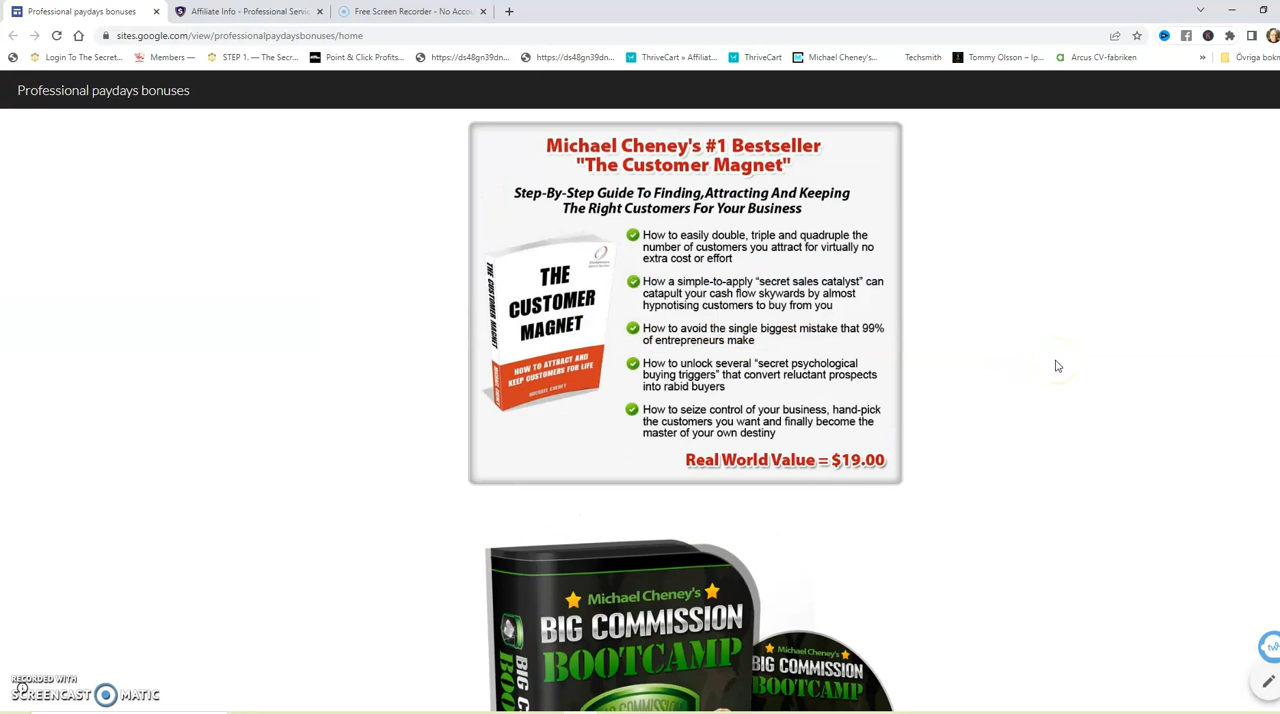 Professional paydays bonuses
Affiliate Info - Professional Servic
Free Screen Recorder - No Accou
sites.google.com/view/professionalpaydaysbonuses/home
Login To The Secret...
Members —
STEP 1. — The Secr...
Point & Click Profits...
https://ds48gn39dn...
https://ds48gn39dn...
ThriveCart » Affiliat...
ThriveCart
Michael Cheney's...
Techsmith
Tommy Olsson – Ip...
Arcus CV-fabriken
»
Övriga bokn
Professional paydays bonuses
Michael Cheney's #1 Bestseller
"The Customer Magnet"
Step-By-Step Guide To Finding,Attracting And Keeping
The Right Customers For Your Business
THE CUSTOMER MAGNET
THE
CUSTOMER
MAGNET
HOW TO ATTRACT AND
KEEP CUSTOMERS FOR LIFE
MICHAEL CHENEY
How to easily double, triple and quadruple the
number of customers you attract for virtually no
extra cost or effort
How a simple-to-apply “secret sales catalyst” can
catapult your cash flow skywards by almost
hypnotising customers to buy from you
How to avoid the single biggest mistake that 99%
of entrepreneurs make
How to unlock several “secret psychological
buying triggers” that convert reluctant prospects
into rabid buyers
How to seize control of your business, hand-pick
the customers you want and finally become the
master of your own destiny
Real World Value = $19.00
Michael Cheney's
BIG COMMISSION
BOOTCAMP
Michael Cheney's
BIG COMMISSION
BOOTCAMP
RECORDED WITH
SCREENCAST MATIC